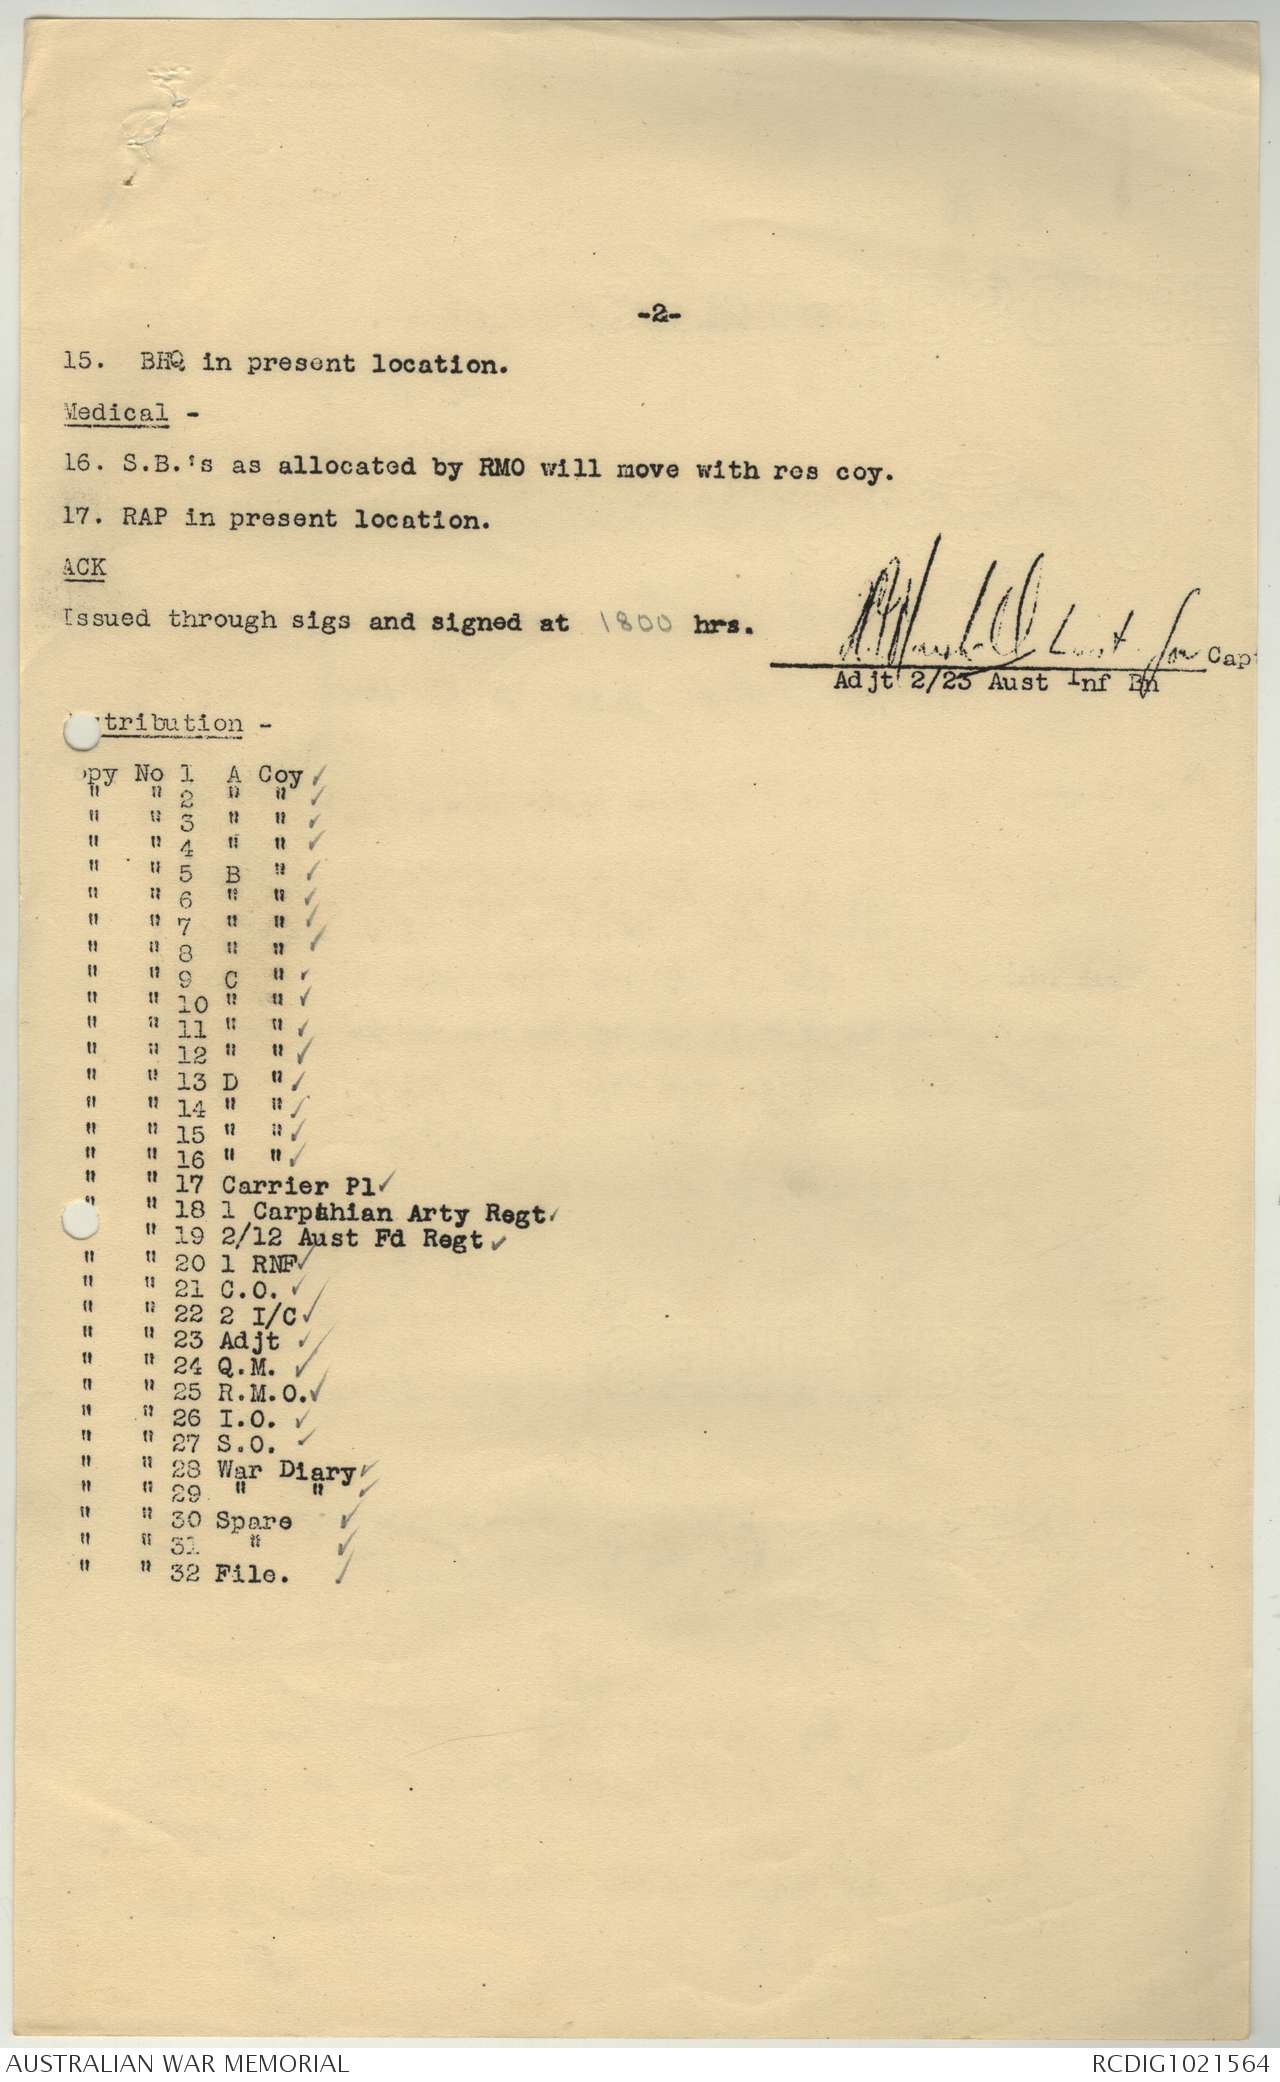 -2-
15. BHQ in present location.
Medical -
16. S.B.'s as allocated by RMO will move with res coy.
17. RAP in present location.
ACK
Issued through sigs and signed at 1800 hrs.
Marshall Lieut. for Capt
Adjt 2/23 Aust Inf Bn
tribution -
opy No 1 A Coy ✓
" " 2 " " ✓
" " 3 " " ✓
" " 4 " " ✓
" " 5 B " ✓
" " 6 " " ✓
" " 7 " " ✓
" " 8 " " ✓
" " 9 C " ✓
" " 10 " " ✓
" " 11 " " ✓
" " 12 " " ✓
" " 13 D " ✓
" " 14 " " ✓
" " 15 " " ✓
" " 16 " " ✓
" " 17 Carrier Pl ✓
" " 18 1 Carpthian Arty Regt ✓
" 19 2/12 Aust Fd Regt ✓
" " 20 1 RNF ✓
" " 21 C.O. ✓
" " 22 2 I/C ✓
" " 23 Adjt ✓
" " 24 Q.M. ✓
" " 25 R.M.O. ✓
" " 26 I.O. ✓
" " 27 S.O. ✓
" " 28 War Diary ✓
" " 29 " " ✓
" " 30 Spare ✓
" " 31 " ✓
" " 32 File. ✓
AUSTRALIAN WAR MEMORIAL
RCDIG1021564